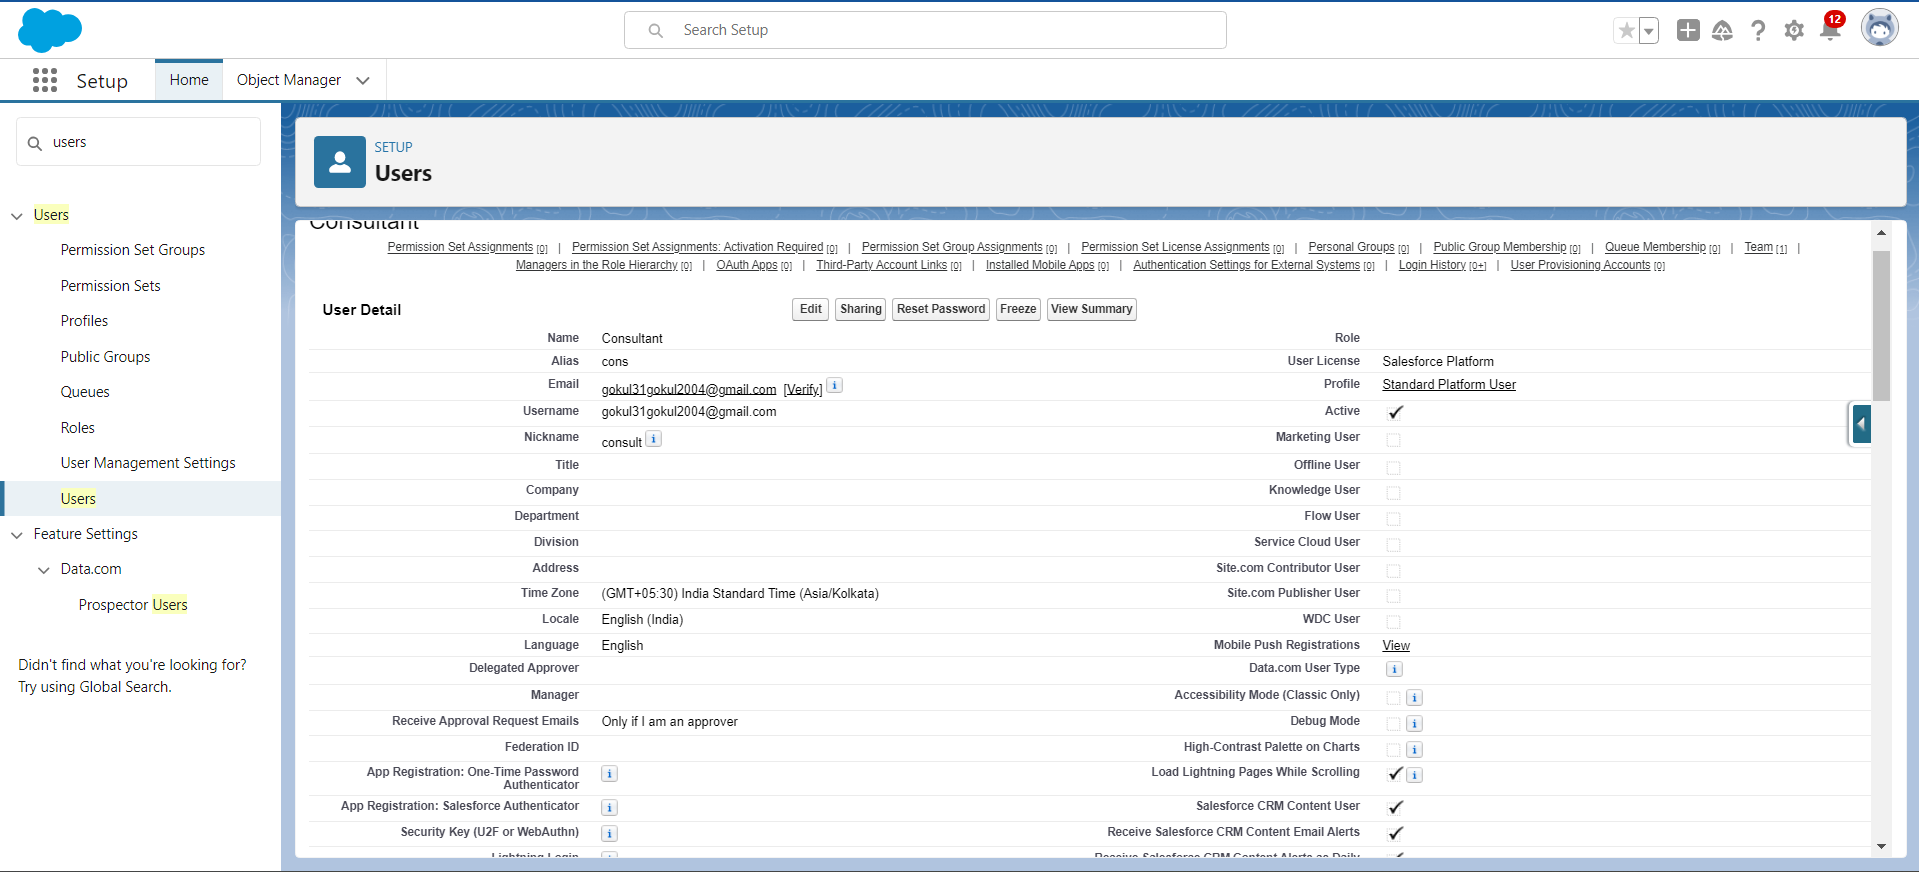 Search Setup
12
Setup
Home
Object Manager
users
SETUP
Users
Users
Permission Set Groups
Permission Sets
Profiles
Public Groups
Queues
Roles
User Management Settings
Users
Feature Settings
Data.com
Prospector Users
Didn't find what you're looking for?
Try using Global Search.
Consultant
Permission Set Assignments [0] | Permission Set Assignments: Activation Required [0] | Permission Set Group Assignments [0] | Permission Set License Assignments [0] | Personal Groups [0] | Public Group Membership [0] | Queue Membership [0] | Team [1] |
Managers in the Role Hierarchy [0] | OAuth Apps [0] | Third-Party Account Links [0] | Installed Mobile Apps [0] | Authentication Settings for External Systems [0] | Login History [0+] | User Provisioning Accounts [0]
User Detail Edit Sharing Reset Password Freeze View Summary
Name Consultant Role
Alias cons User License Salesforce Platform
Email gokul31gokul2004@gmail.com [Verify] i Profile Standard Platform User
Username gokul31gokul2004@gmail.com Active
Nickname consult i Marketing User
Title Offline User
Company Knowledge User
Department Flow User
Division Service Cloud User
Address Site.com Contributor User
Time Zone (GMT+05:30) India Standard Time (Asia/Kolkata) Site.com Publisher User
Locale English (India) WDC User
Language English Mobile Push Registrations View
Delegated Approver Data.com User Type i
Manager Accessibility Mode (Classic Only) i
Receive Approval Request Emails Only if I am an approver Debug Mode i
Federation ID High-Contrast Palette on Charts i
App Registration: One-Time Password i Load Lightning Pages While Scrolling i
Authenticator
App Registration: Salesforce Authenticator i Salesforce CRM Content User
Security Key (U2F or WebAuthn) i Receive Salesforce CRM Content Email Alerts
Lightning Login Receive Salesforce CRM Content Alerts as Daily